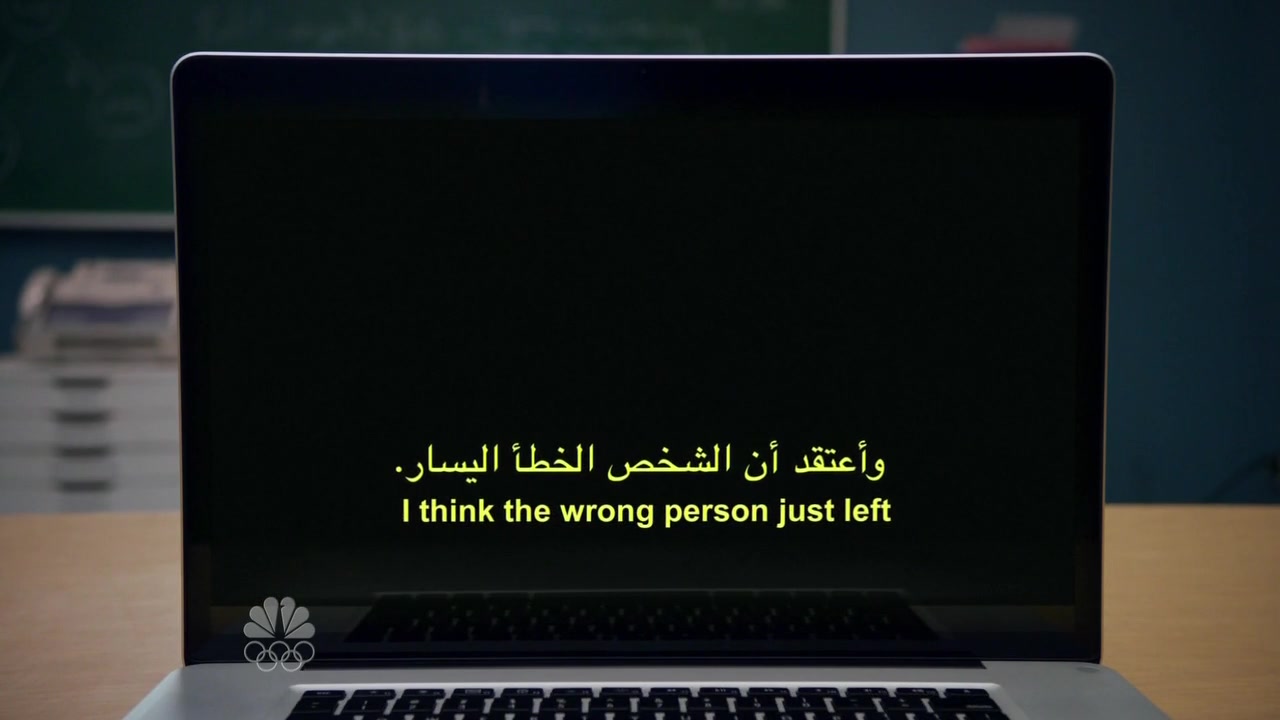 وأعتقد أن الشخص الخطأ اليسار.
I think the wrong person just left